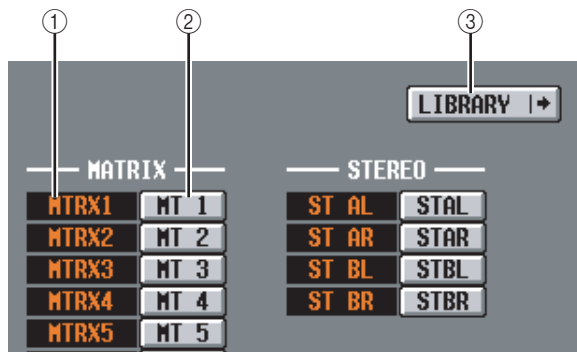 ① ② ③
LIBRARY
MATRIX STEREO
MTRX1 MT 1 ST AL STAL
MTRX2 MT 2 ST AR STAR
MTRX3 MT 3 ST BL STBL
MTRX4 MT 4 ST BR STBR
MTRX5 MT 5